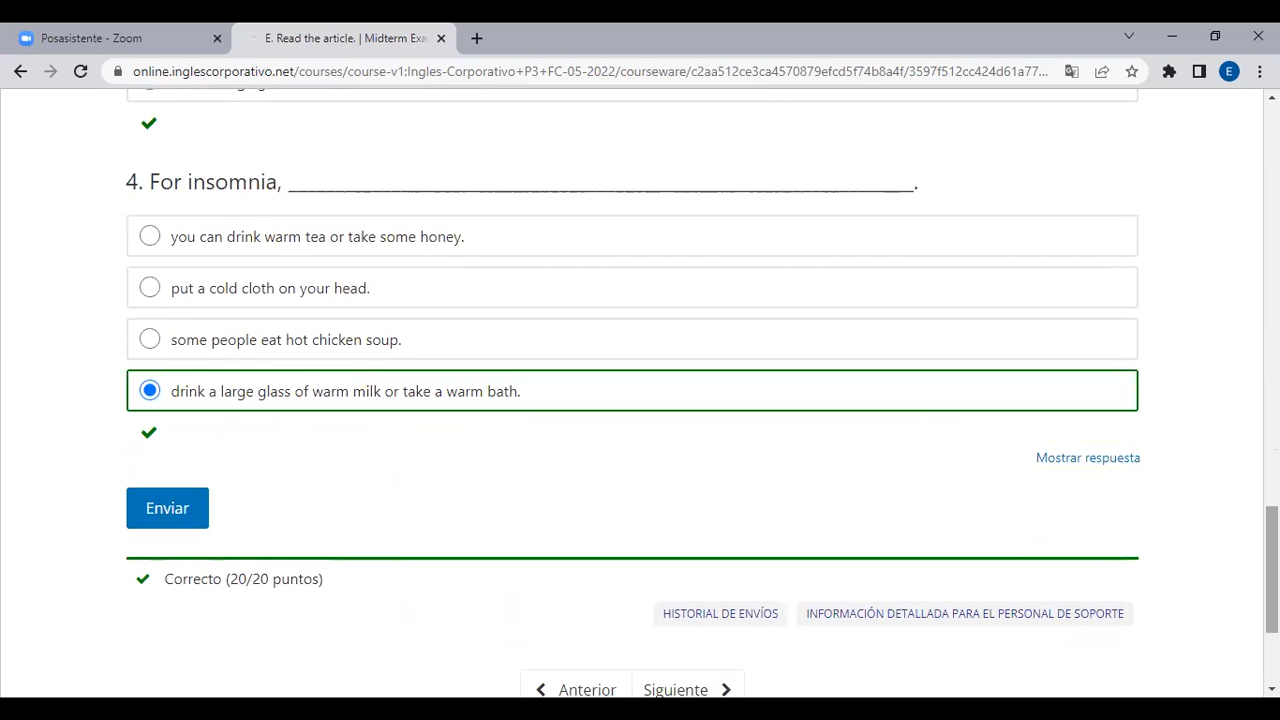 Posasistente - Zoom
E. Read the article. | Midterm Exa
online.inglescorporativo.net/courses/course-v1:Ingles-Corporativo+P3+FC-05-2022/courseware/c2aa512ce3ca4570879efcd5f74b8a4f/3597f512cc424d61a77...
E
4. For insomnia, ______________________________________________________.
you can drink warm tea or take some honey.
put a cold cloth on your head.
some people eat hot chicken soup.
drink a large glass of warm milk or take a warm bath.
Mostrar respuesta
Enviar
Correcto (20/20 puntos)
HISTORIAL DE ENVÍOS
INFORMACIÓN DETALLADA PARA EL PERSONAL DE SOPORTE
Anterior
Siguiente